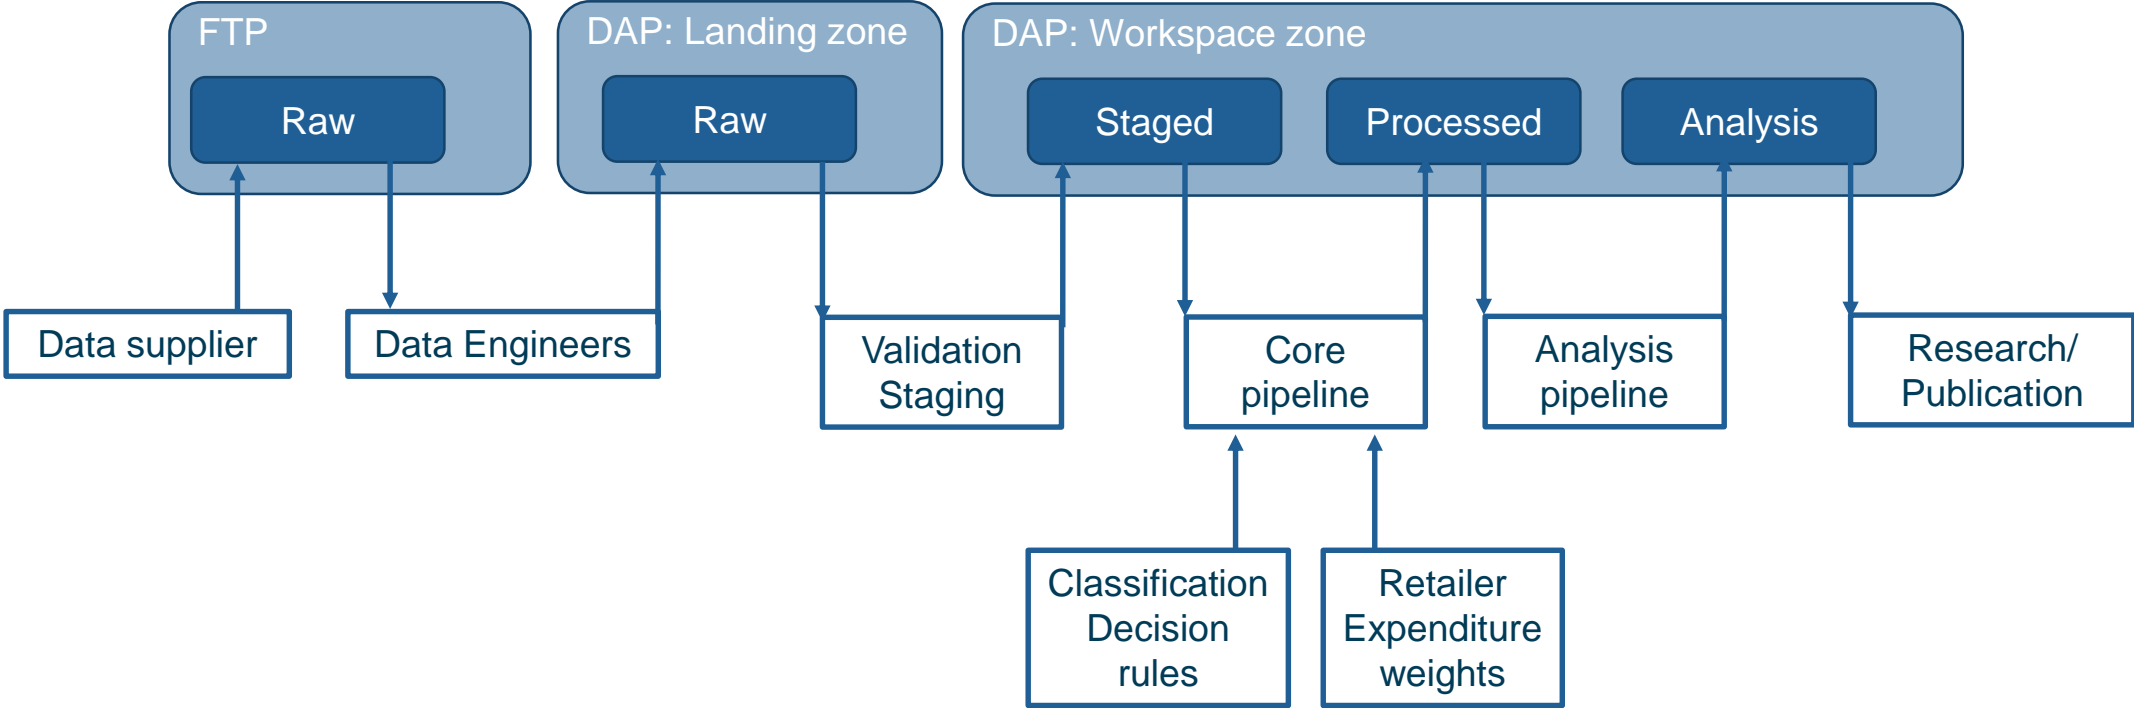 FTP
DAP: Landing zone
DAP: Workspace zone
Raw
Raw
Staged
Processed
Analysis
Data supplier
Data Engineers
Validation
Staging
Core
pipeline
Analysis
pipeline
Research/
Publication
Classification
Decision
rules
Retailer
Expenditure
weights